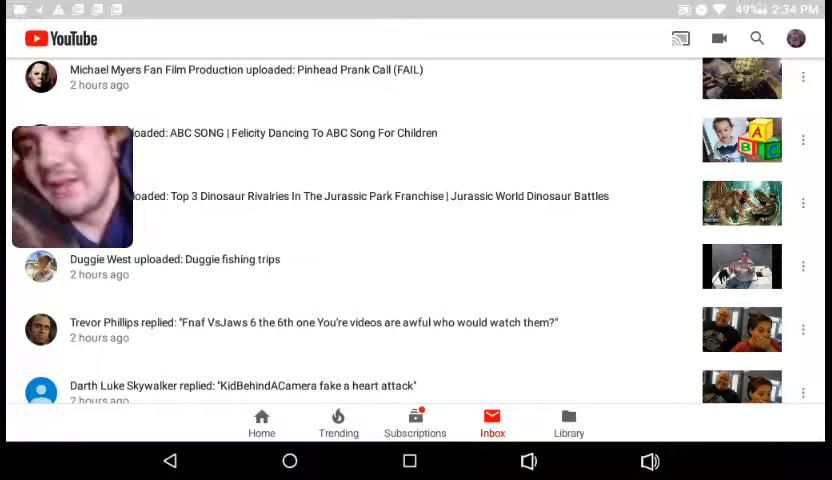 49% 2:34 PM
YouTube
Michael Myers Fan Film Production uploaded: Pinhead Prank Call (FAIL)
2 hours ago
loaded: ABC SONG | Felicity Dancing To ABC Song For Children
A
B C
loaded: Top 3 Dinosaur Rivalries In The Jurassic Park Franchise | Jurassic World Dinosaur Battles
Duggie West uploaded: Duggie fishing trips
2 hours ago
Trevor Phillips replied: "Fnaf VsJaws 6 the 6th one You're videos are awful who would watch them?"
2 hours ago
Darth Luke Skywalker replied: "KidBehindACamera fake a heart attack"
2 hours ago
Home Trending Subscriptions Inbox Library